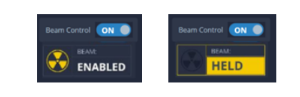 Beam Control ON
BEAM:
ENABLED
Beam Control ON
BEAM:
HELD